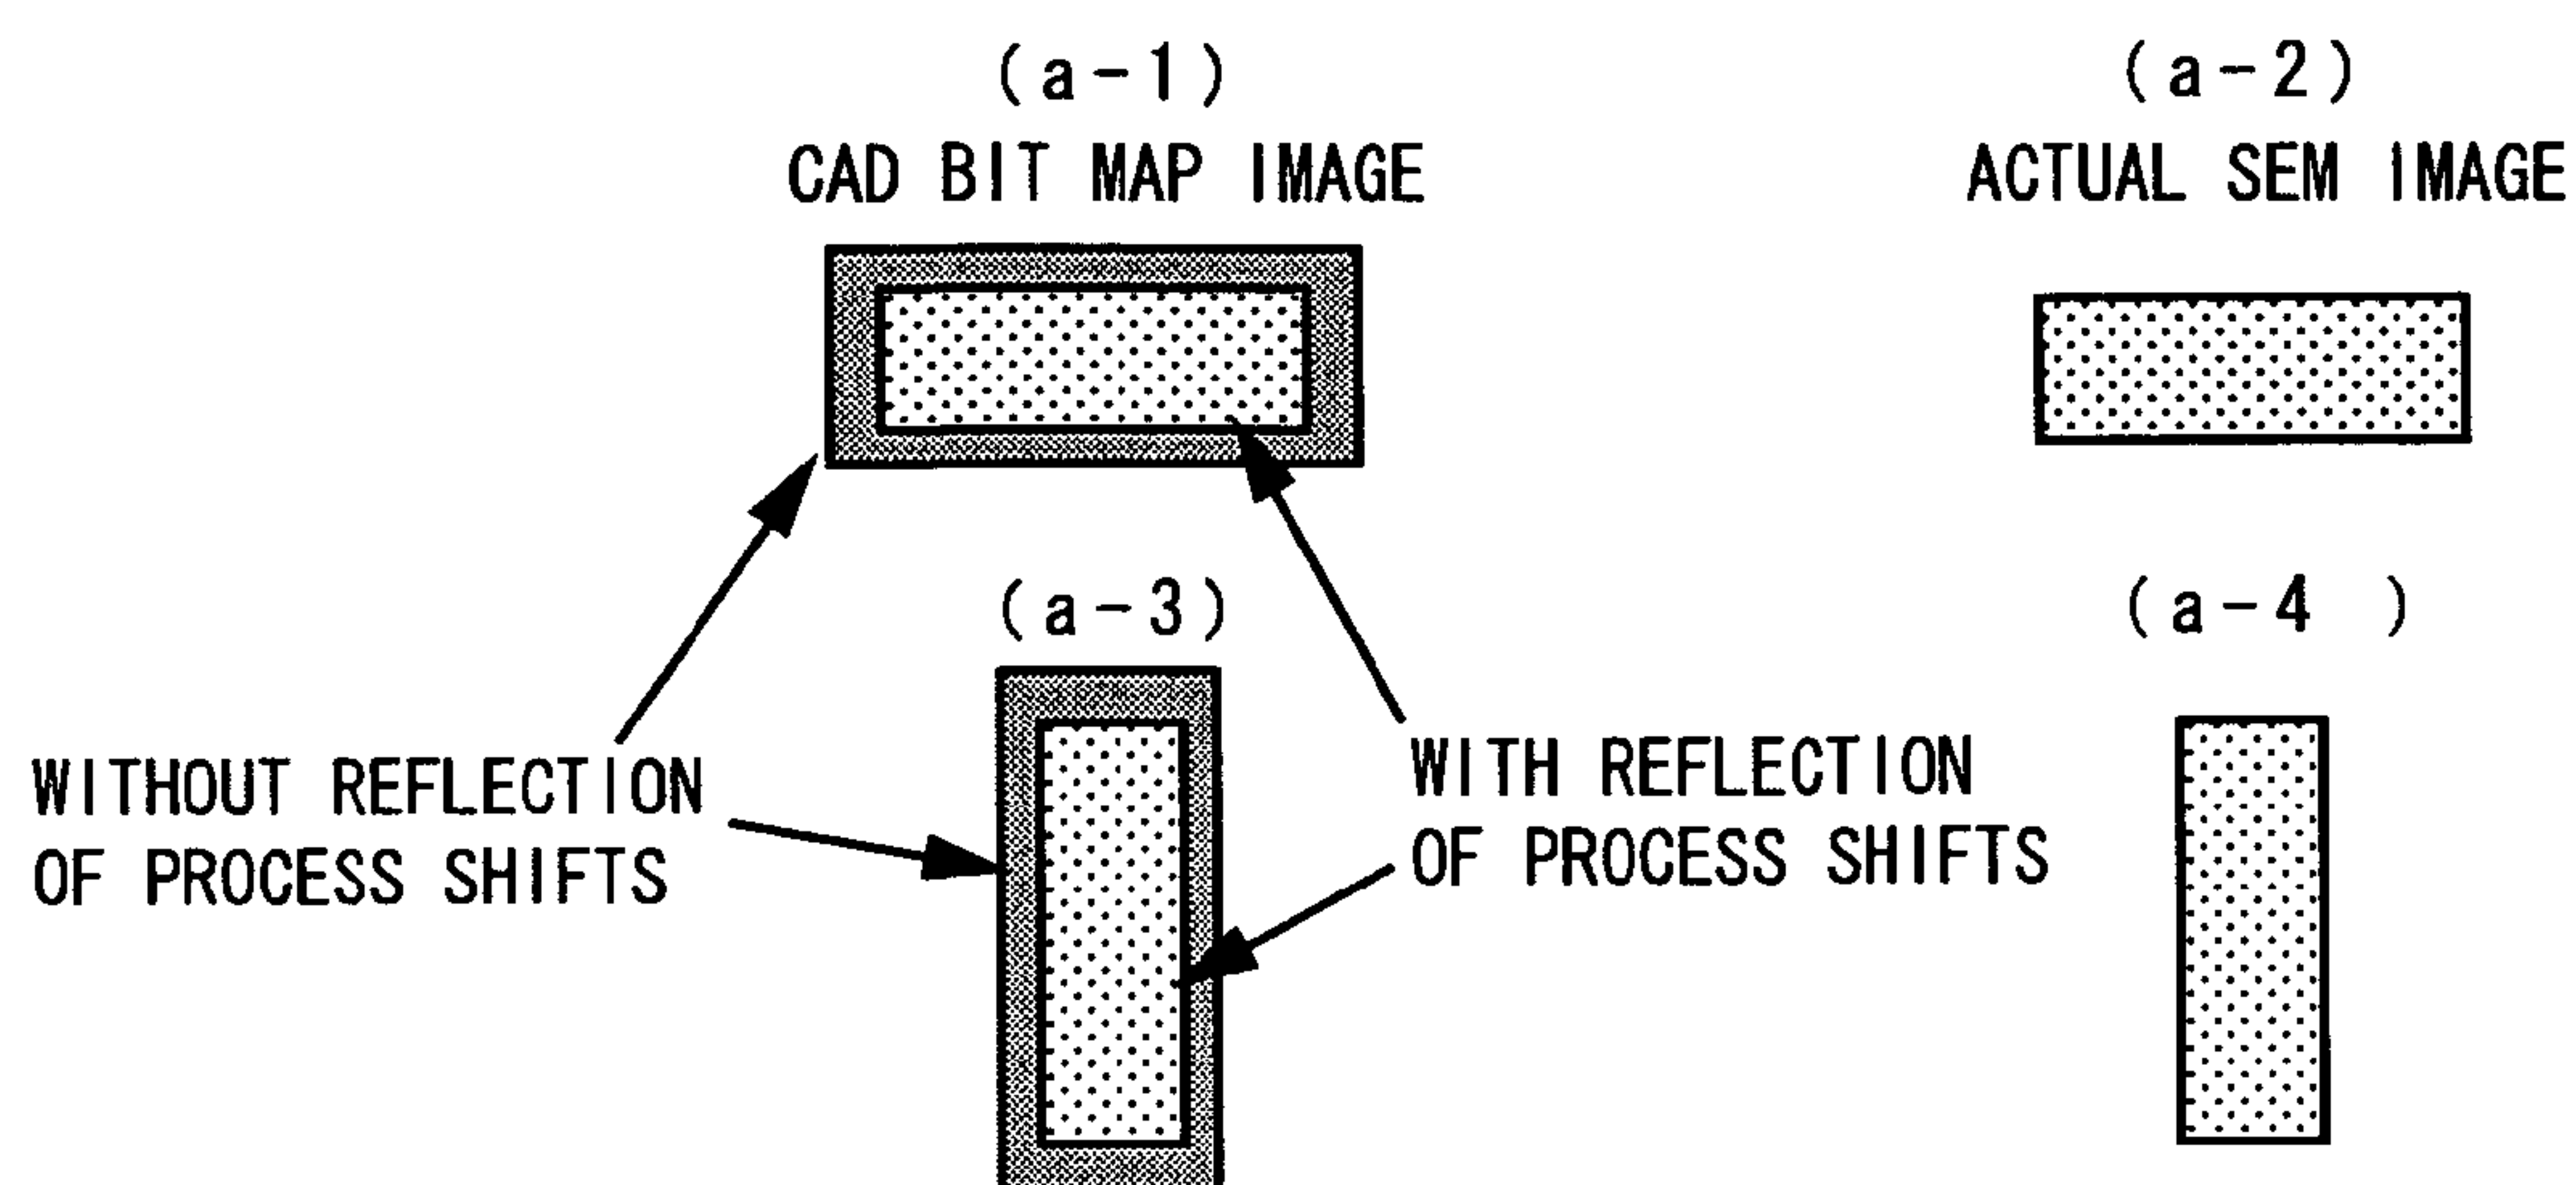 (a-1)
CAD BIT MAP IMAGE
(a-2)
ACTUAL SEM IMAGE
(a-3)
(a-4 )
WITHOUT REFLECTION
OF PROCESS SHIFTS
WITH REFLECTION
OF PROCESS SHIFTS